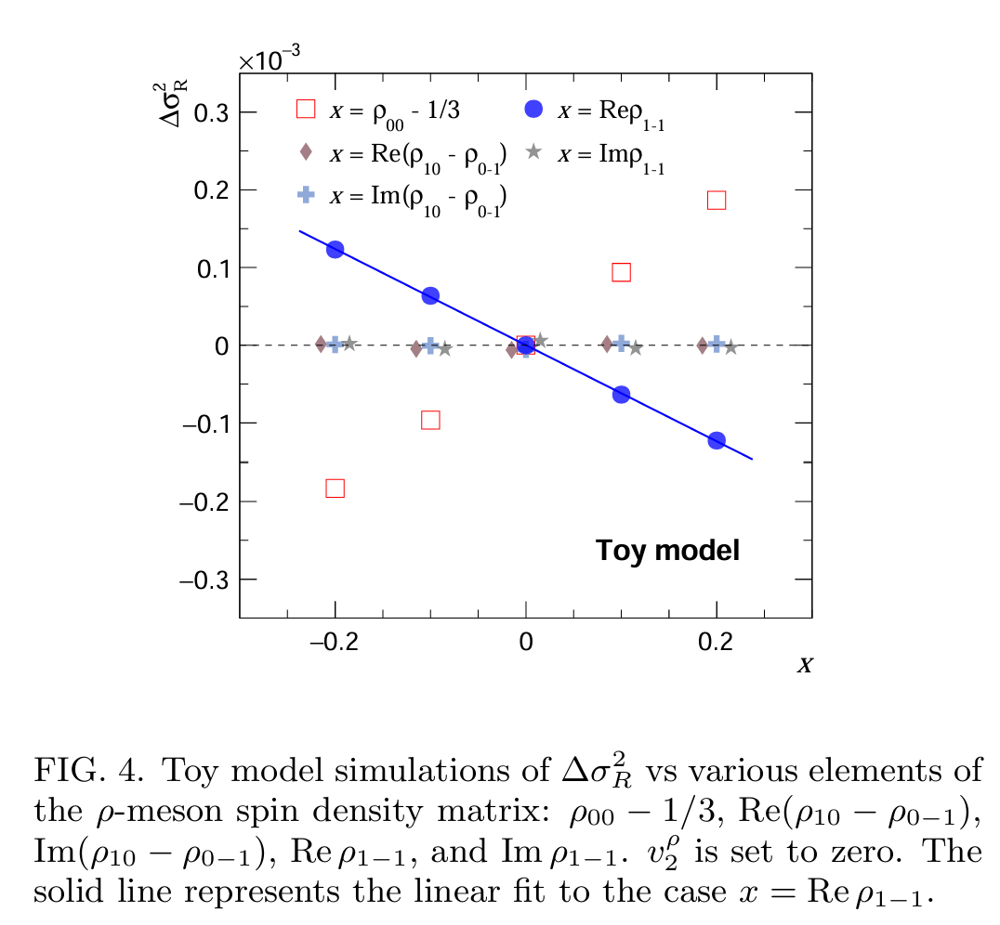 ×10⁻³
Δσ²_R
0.3
0.2
0.1
0
−0.1
−0.2
−0.3
x = ρ₀₀ - 1/3
x = Re(ρ₁₀ - ρ₀₋₁)
x = Im(ρ₁₀ - ρ₀₋₁)
x = Reρ₁₋₁
x = Imρ₁₋₁
Toy model
−0.2
0
0.2
x
FIG. 4. Toy model simulations of Δσ²_R vs various elements of
the ρ-meson spin density matrix: ρ₀₀ − 1/3, Re(ρ₁₀ − ρ₀₋₁),
Im(ρ₁₀ − ρ₀₋₁), Re ρ₁₋₁, and Im ρ₁₋₁. v₂^ρ is set to zero. The
solid line represents the linear fit to the case x = Re ρ₁₋₁.